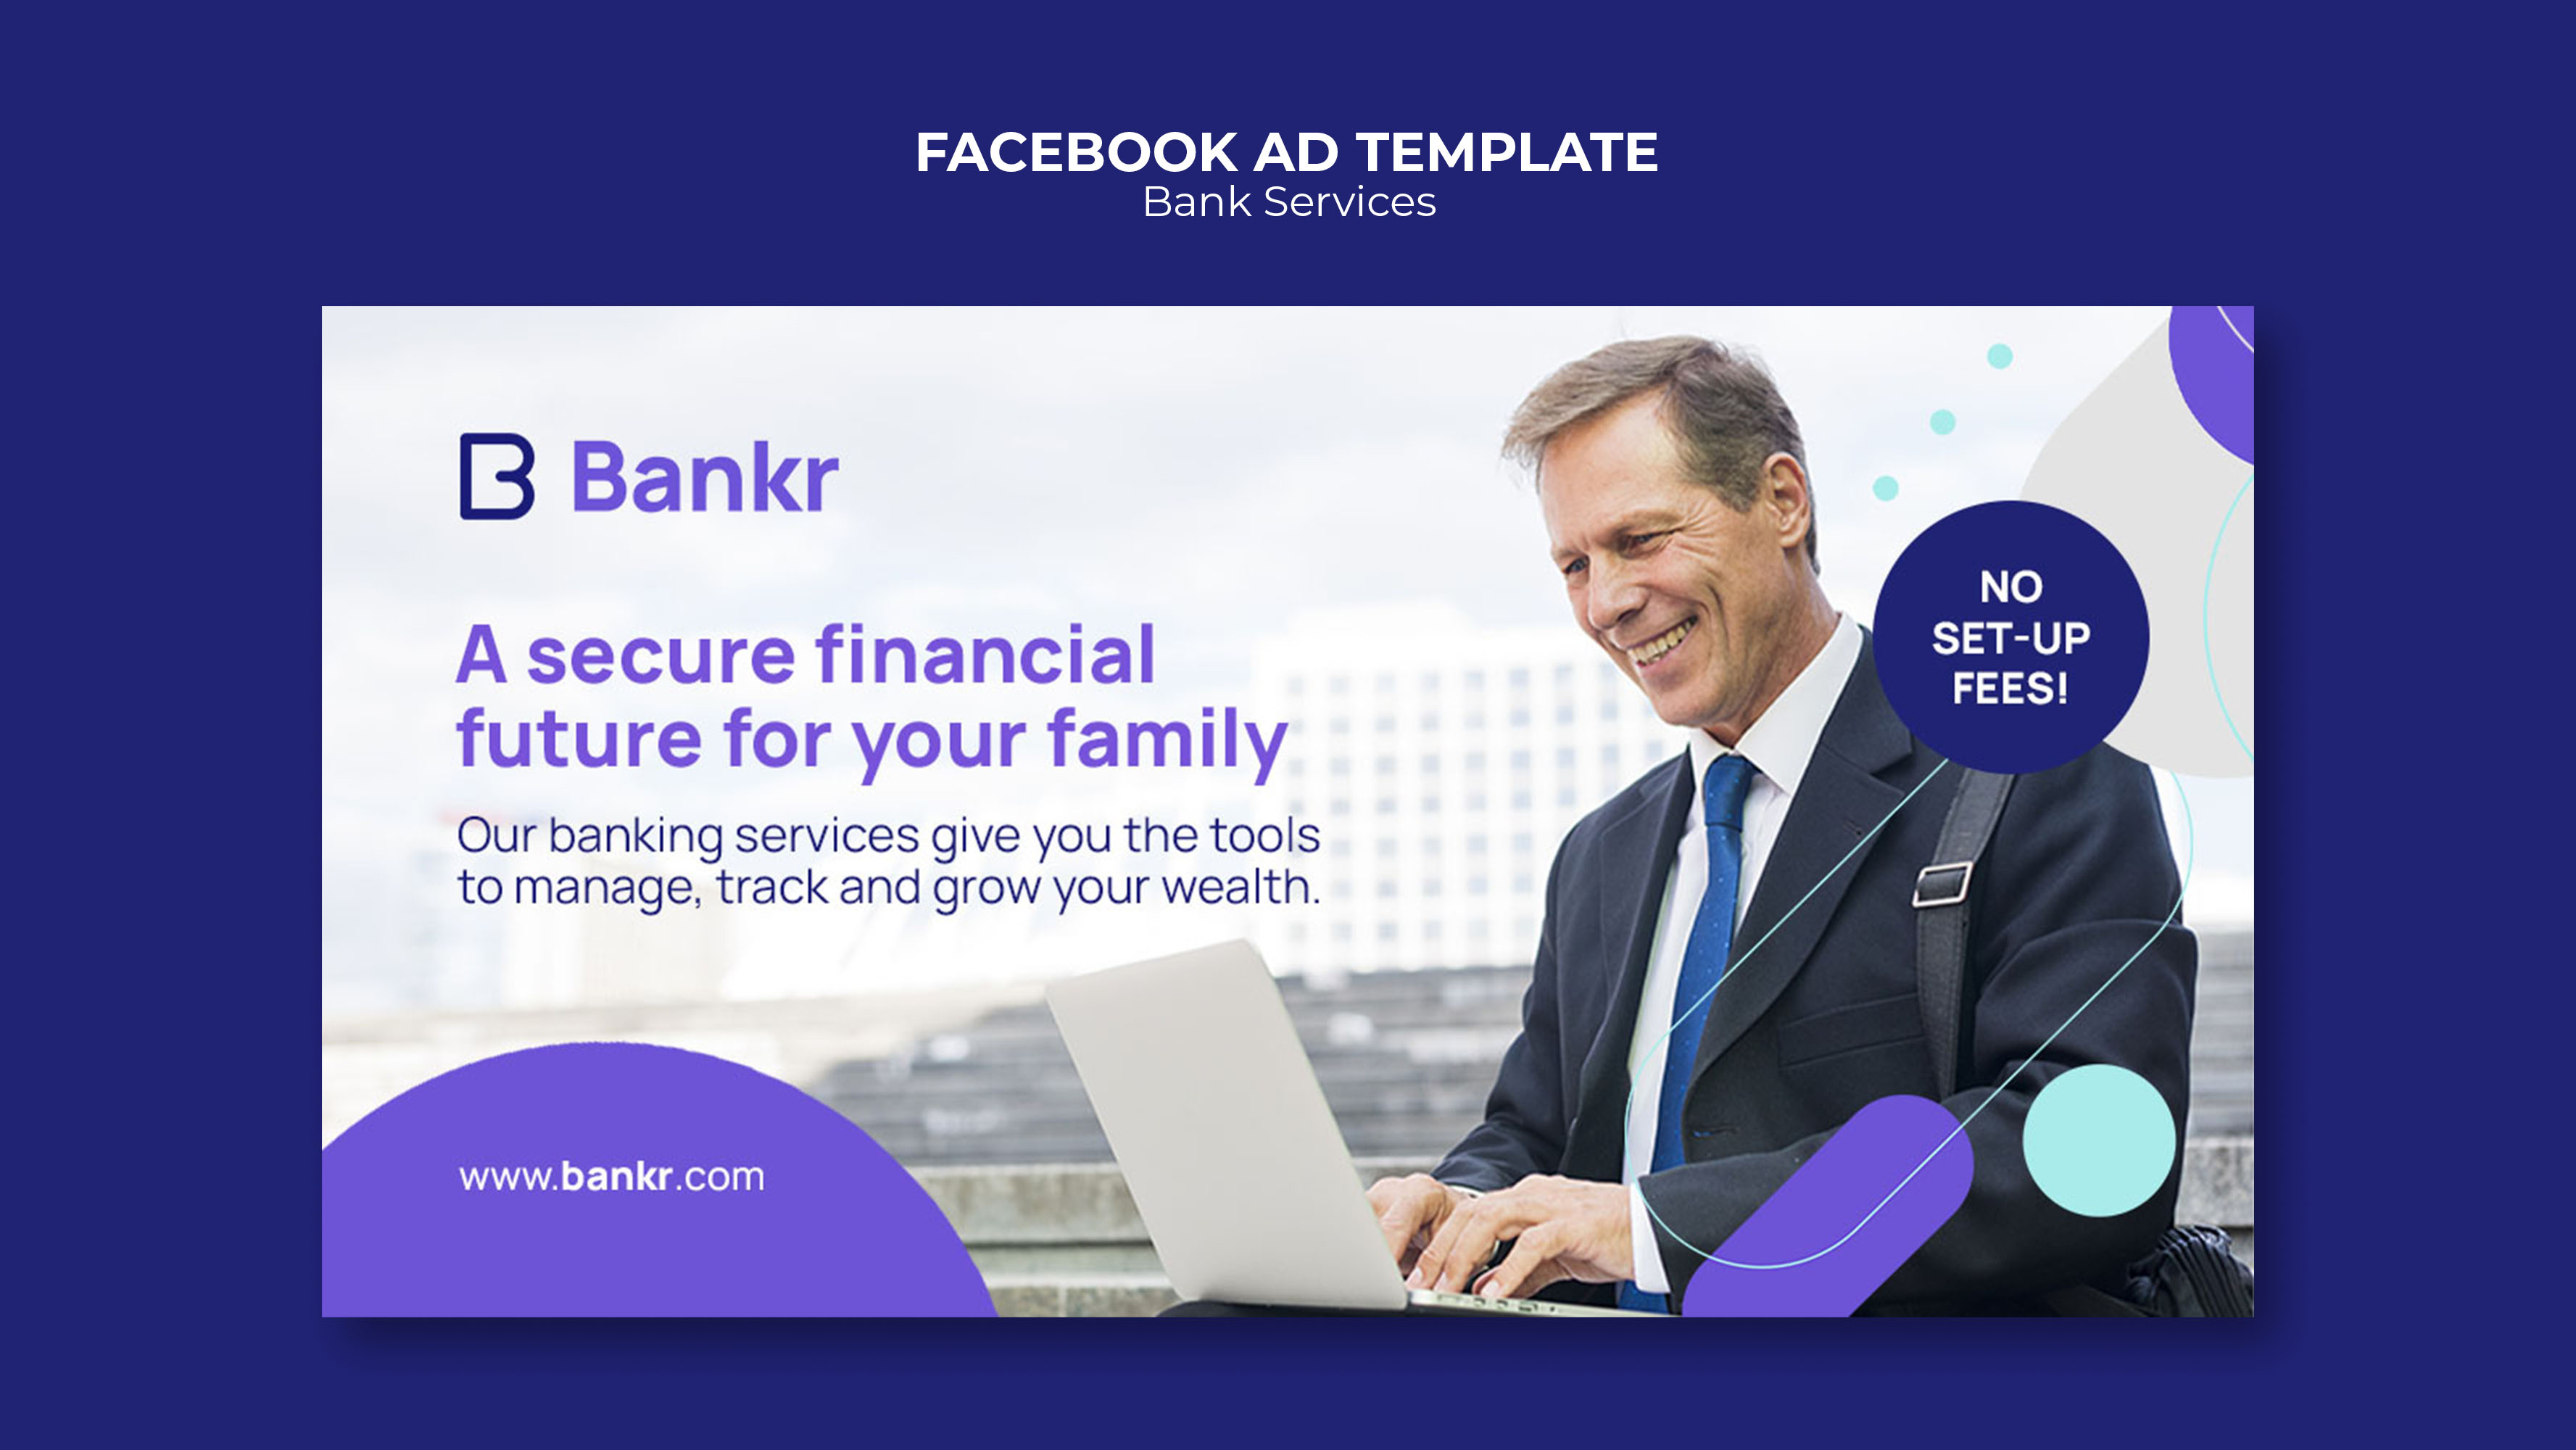 FACEBOOK AD TEMPLATE
Bank Services
B Bankr
A secure financial
future for your family
Our banking services give you the tools
to manage, track and grow your wealth.
NO
SET-UP
FEES!
www.bankr.com